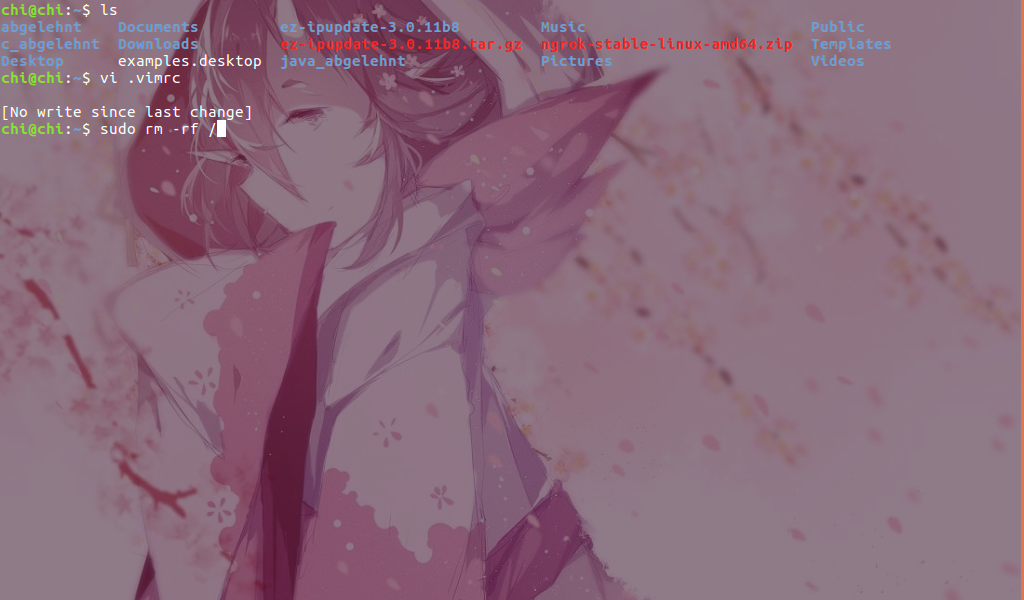 chi@chi:~$ ls
abgelehnt Documents ez-ipupdate-3.0.11b8 Music Public
c_abgelehnt Downloads ez-ipupdate-3.0.11b8.tar.gz ngrok-stable-linux-amd64.zip Templates
Desktop examples.desktop java_abgelehnt Pictures Videos
chi@chi:~$ vi .vimrc
[No write since last change]
chi@chi:~$ sudo rm -rf /